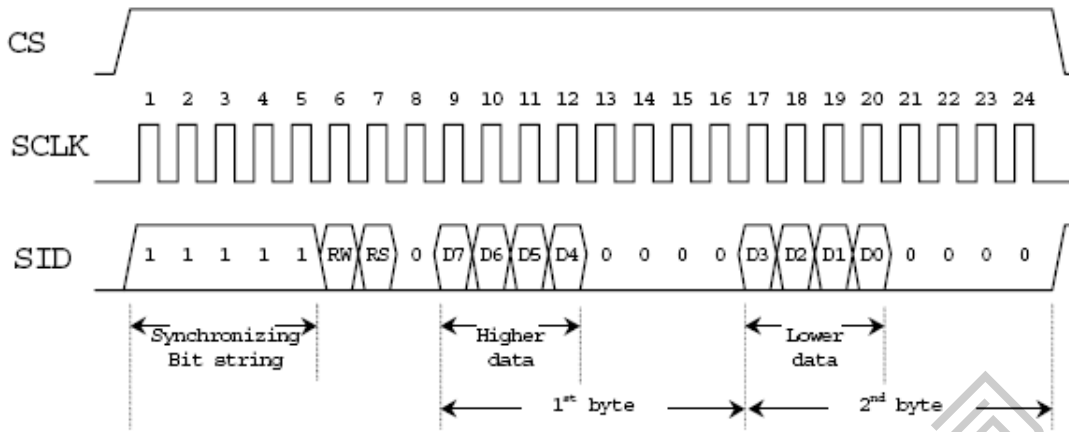 CS
1 2 3 4 5 6 7 8 9 10 11 12 13 14 15 16 17 18 19 20 21 22 23 24
SCLK
SID 1 1 1 1 1 RW RS 0 D7 D6 D5 D4 0 0 0 0 D3 D2 D1 D0 0 0 0 0
Synchronizing Higher Lower
Bit string data data
1st byte 2nd byte